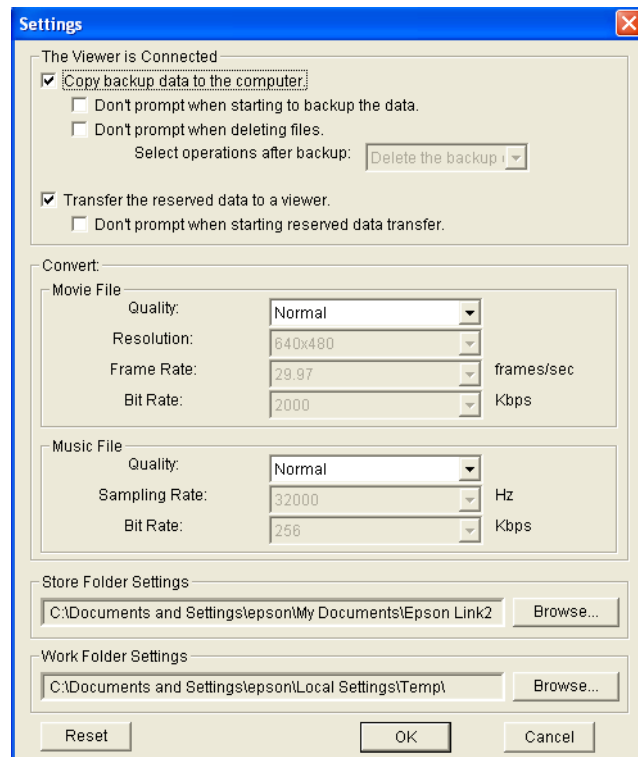 Settings
The Viewer is Connected
Copy backup data to the computer.
Don't prompt when starting to backup the data.
Don't prompt when deleting files.
Select operations after backup: Delete the backup
Transfer the reserved data to a viewer.
Don't prompt when starting reserved data transfer.
Convert:
Movie File
Quality: Normal
Resolution: 640x480
Frame Rate: 29.97 frames/sec
Bit Rate: 2000 Kbps
Music File
Quality: Normal
Sampling Rate: 32000 Hz
Bit Rate: 256 Kbps
Store Folder Settings
C:\Documents and Settings\epson\My Documents\Epson Link2 Browse...
Work Folder Settings
C:\Documents and Settings\epson\Local Settings\Temp\ Browse...
Reset OK Cancel